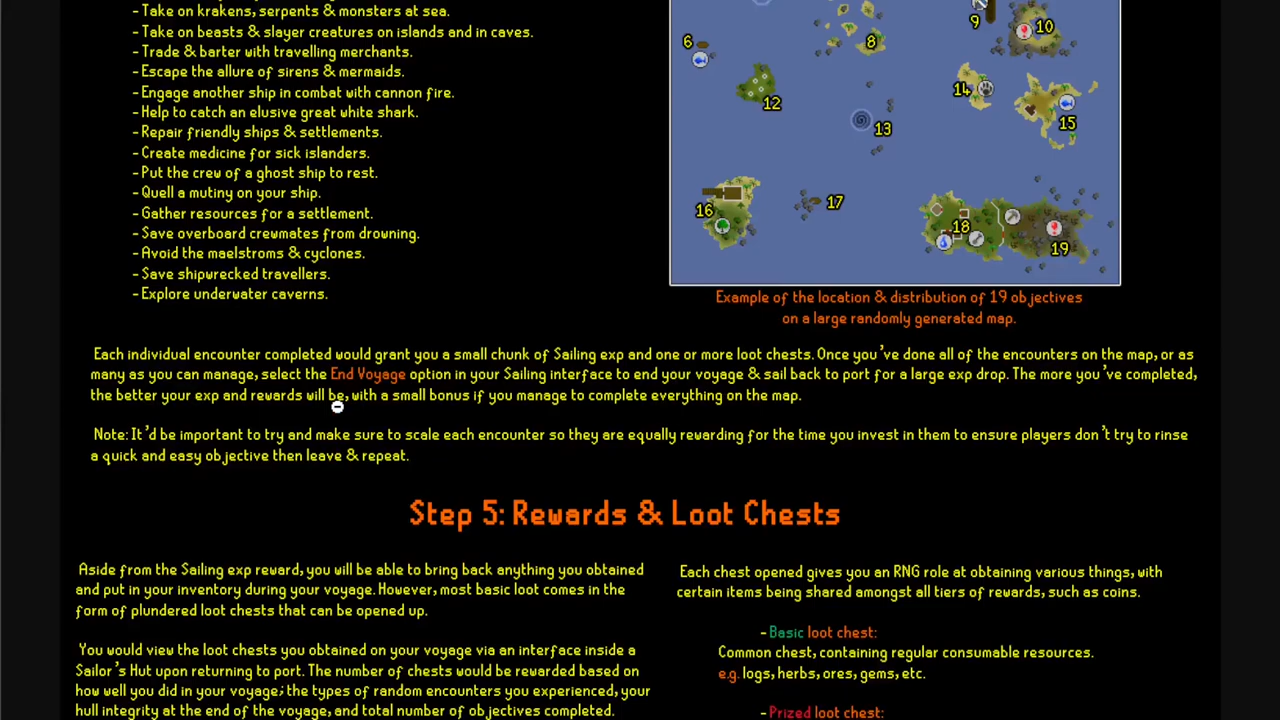 - Take on krakens, serpents & monsters at sea.
- Take on beasts & slayer creatures on islands and in caves.
- Trade & barter with travelling merchants.
- Escape the allure of sirens & mermaids.
- Engage another ship in combat with cannon fire.
- Help to catch an elusive great white shark.
- Repair friendly ships & settlements.
- Create medicine for sick islanders.
- Put the crew of a ghost ship to rest.
- Quell a mutiny on your ship.
- Gather resources for a settlement.
- Save overboard crewmates from drowning.
- Avoid the maelstroms & cyclones.
- Save shipwrecked travellers.
- Explore underwater caverns.
9
10
6
8
12
14
13
15
16
17
18
19
Example of the location & distribution of 19 objectives
on a large randomly generated map.
Each individual encounter completed would grant you a small chunk of Sailing exp and one or more loot chests. Once you've done all of the encounters on the map, or as
many as you can manage, select the End Voyage option in your Sailing interface to end your voyage & sail back to port for a large exp drop. The more you've completed,
the better your exp and rewards will be, with a small bonus if you manage to complete everything on the map.
Note: It'd be important to try and make sure to scale each encounter so they are equally rewarding for the time you invest in them to ensure players don't try to rinse
a quick and easy objective then leave & repeat.
Step 5: Rewards & Loot Chests
Aside from the Sailing exp reward, you will be able to bring back anything you obtained
and put in your inventory during your voyage. However, most basic loot comes in the
form of plundered loot chests that can be opened up.
You would view the loot chests you obtained on your voyage via an interface inside a
Sailor's Hut upon returning to port. The number of chests would be rewarded based on
how well you did in your voyage; the types of random encounters you experienced, your
hull integrity at the end of the voyage, and total number of objectives completed.
Each chest opened gives you an RNG role at obtaining various things, with
certain items being shared amongst all tiers of rewards, such as coins.
- Basic loot chest:
Common chest, containing regular consumable resources.
e.g. logs, herbs, ores, gems, etc.
- Prized loot chest: